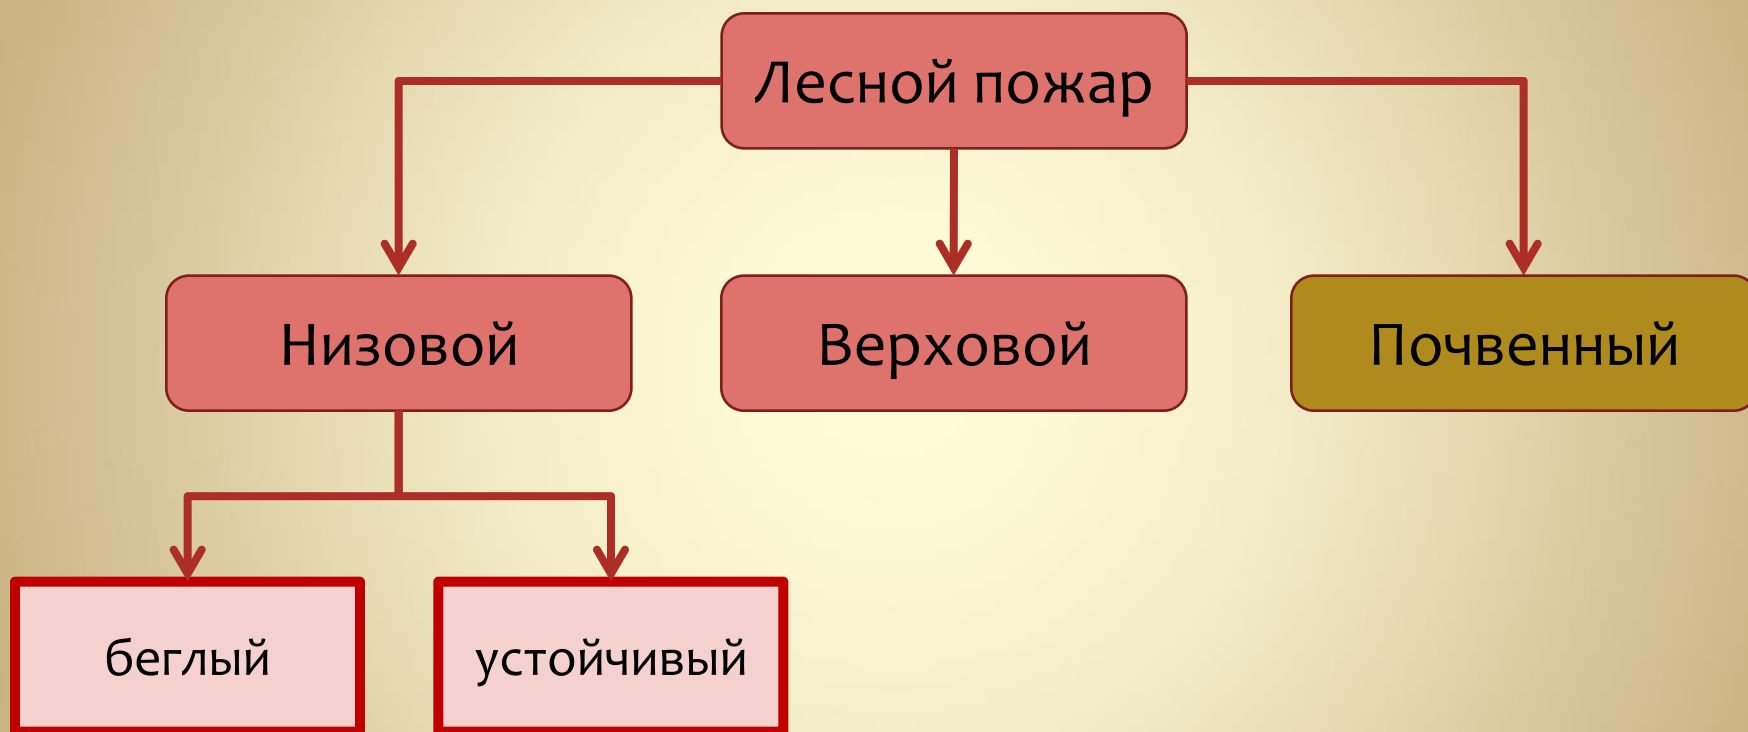 Лесной пожар
Низовой
Верховой
Почвенный
беглый
устойчивый